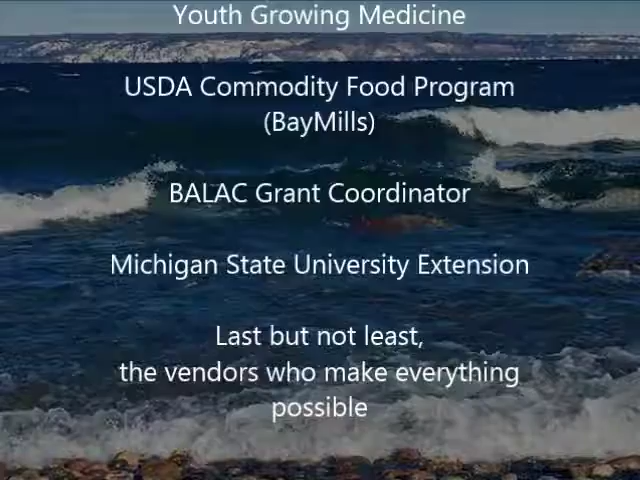 Youth Growing Medicine
USDA Commodity Food Program
(BayMills)
BALAC Grant Coordinator
Michigan State University Extension
Last but not least,
the vendors who make everything
possible